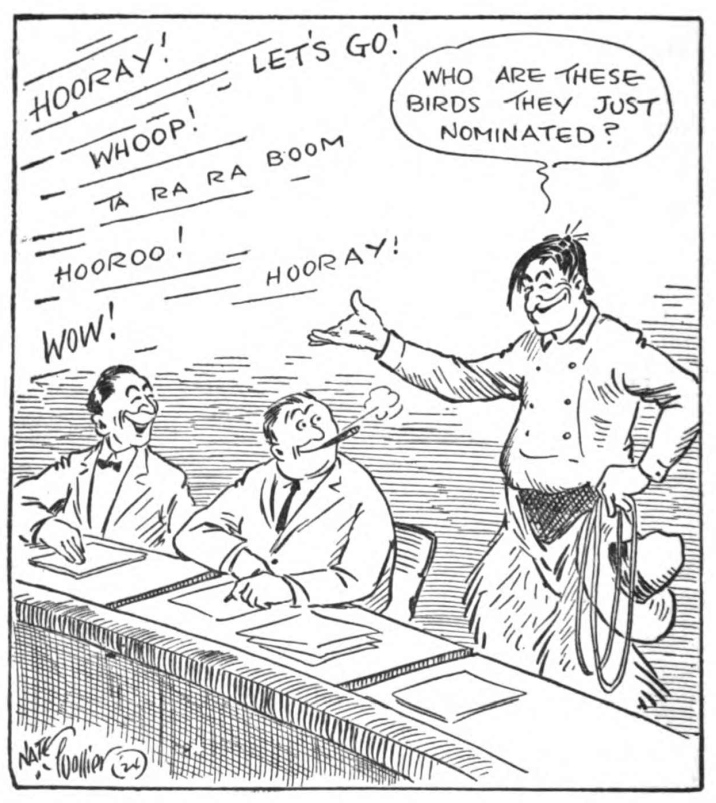 HOORAY!
LET'S GO!
WHOOP!
TA RA RA BOOM
HOOROO!
HOORAY!
WOW!
WHO ARE THESE
BIRDS THEY JUST
NOMINATED?
NATE
Collier '24